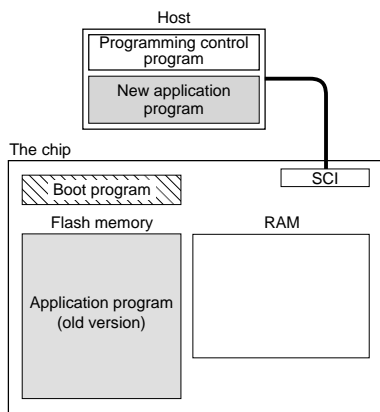 Host
Programming control
program
New application
program
The chip
SCI
Boot program
Flash memory
RAM
Application program
(old version)